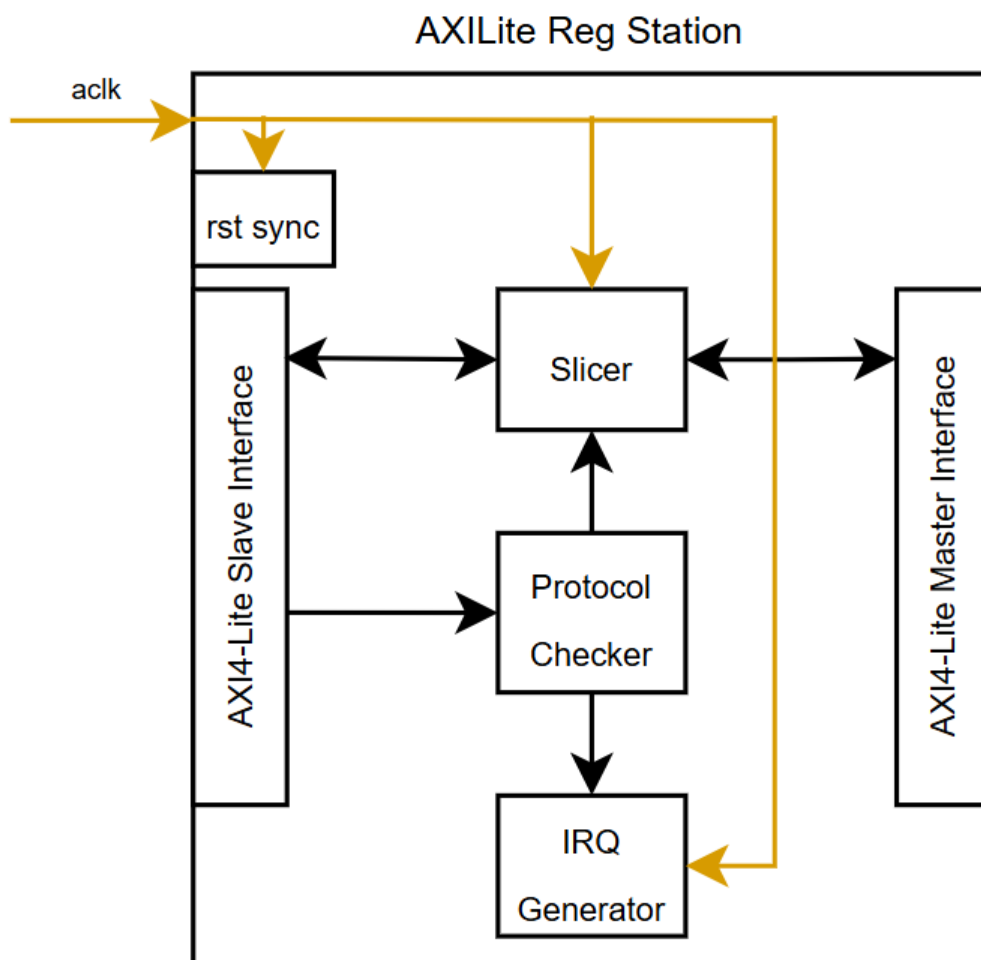 AXILite Reg Station
aclk
rst sync
AXI4-Lite Slave Interface
Slicer
AXI4-Lite Master Interface
Protocol
Checker
IRQ
Generator